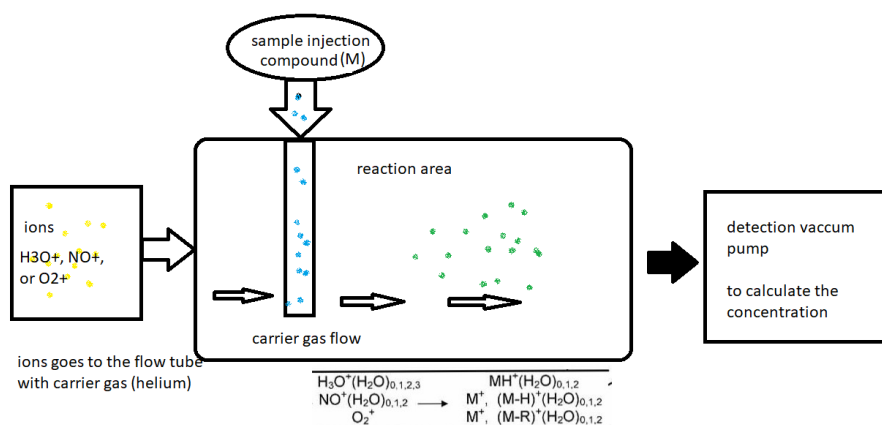 sample injection
compound(M)
reaction area
ions
H3O+, NO+,
or O2+
carrier gas flow
ions goes to the flow tube
with carrier gas (helium)
detection vaccum
pump
to calculate the
concentration
H₃O⁺(H₂O)₀,₁,₂,₃ MH⁺(H₂O)₀,₁,₂
NO⁺(H₂O)₀,₁,₂ → M⁺, (M-H)⁺(H₂O)₀,₁,₂
O₂⁺ M⁺, (M-R)⁺(H₂O)₀,₁,₂